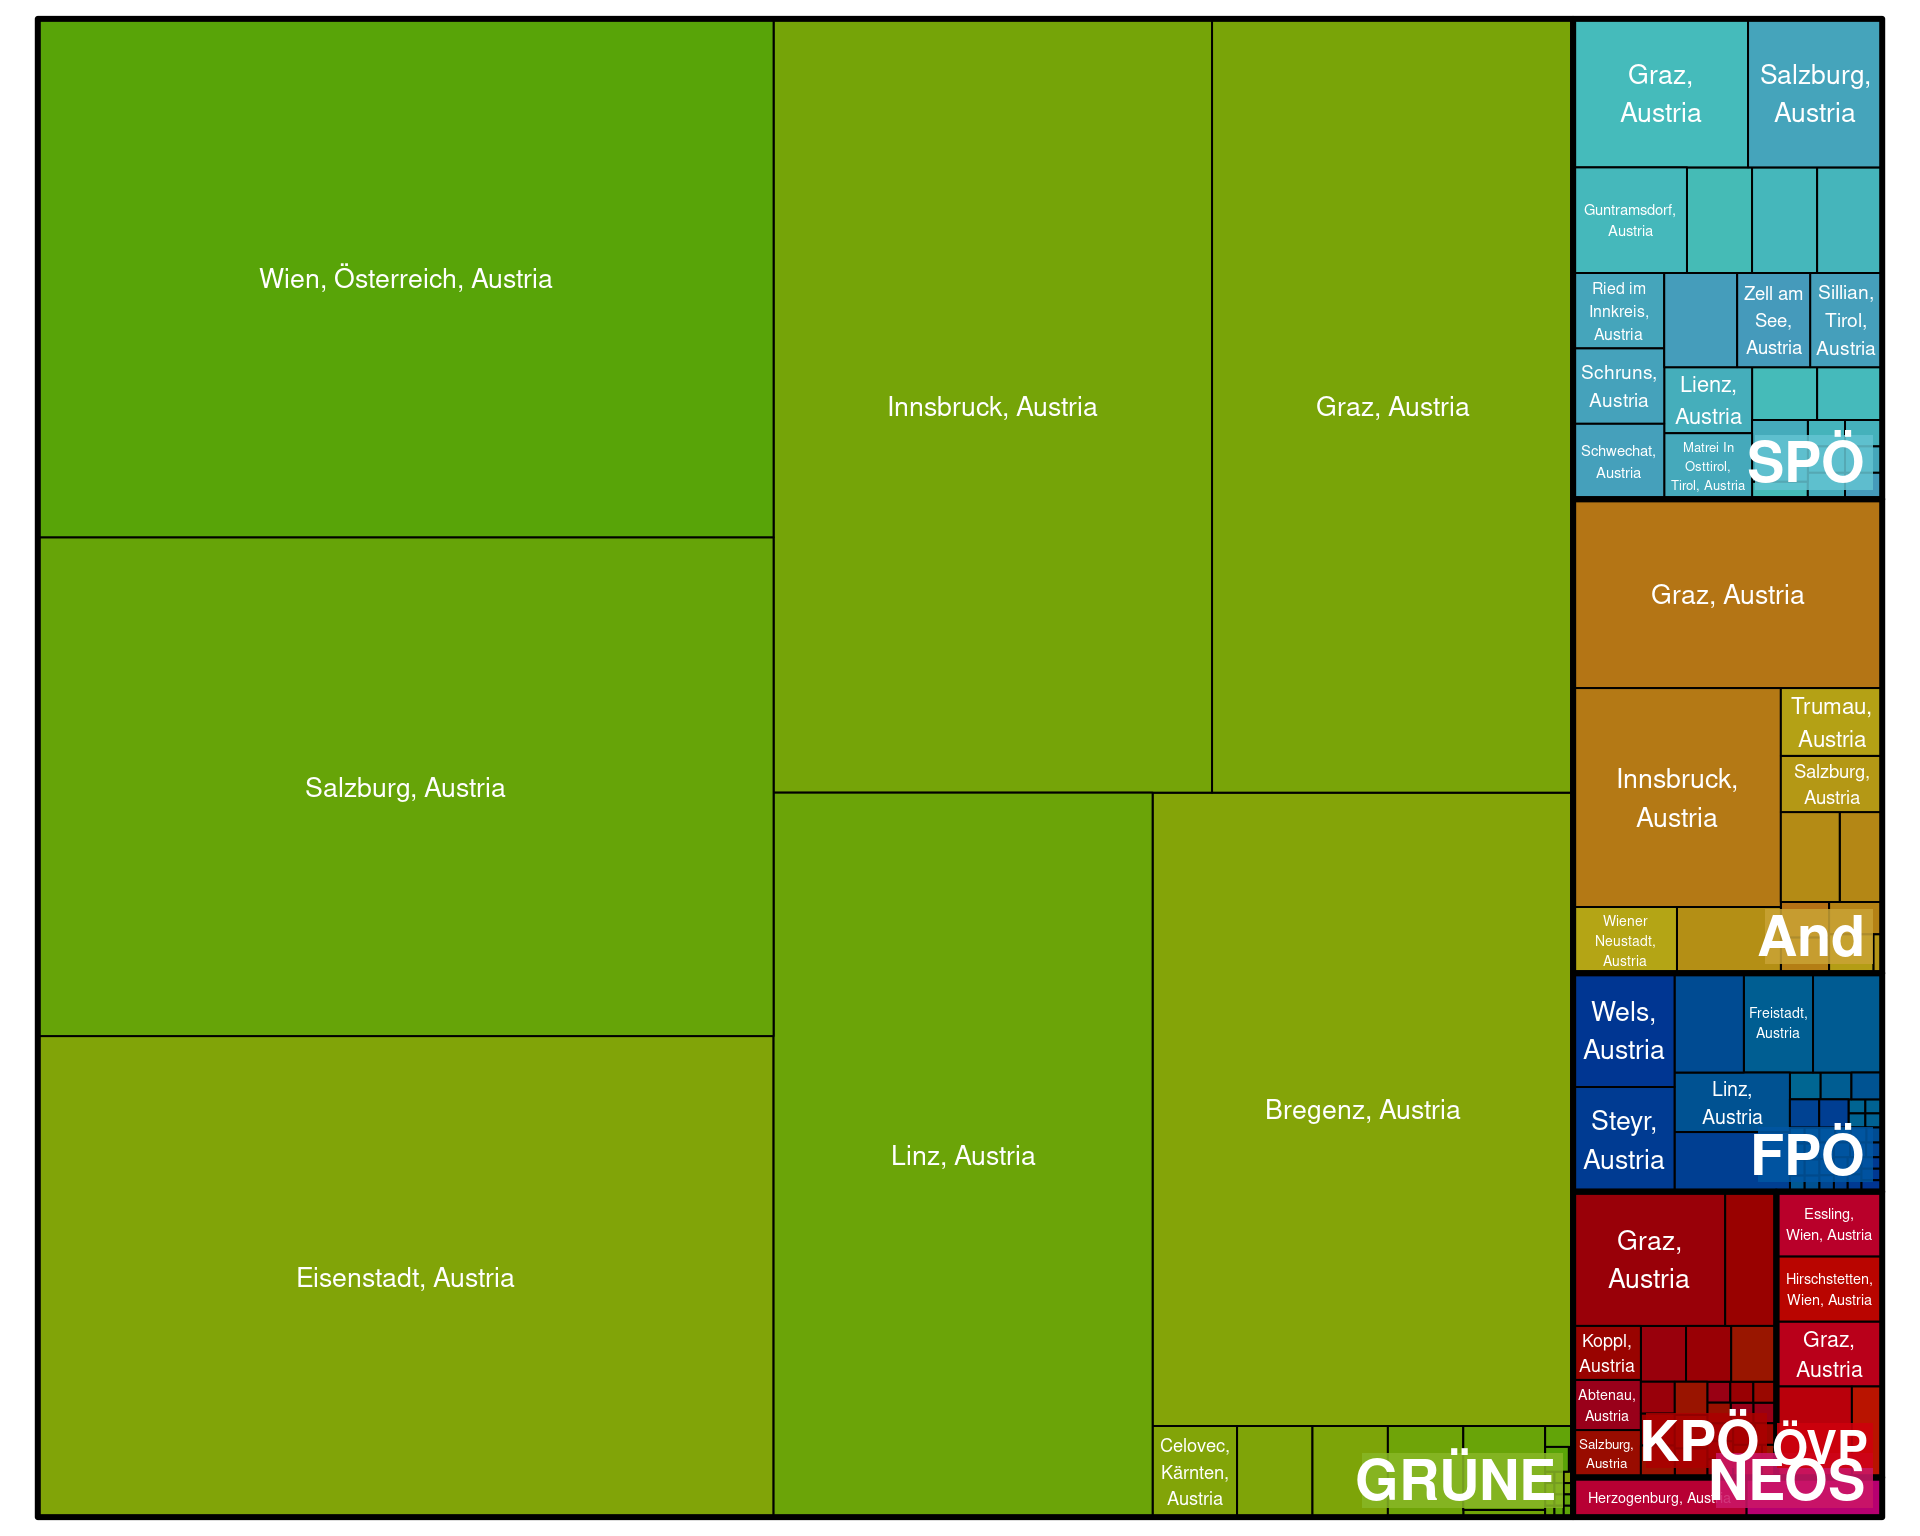 Wien, Österreich, Austria
Salzburg, Austria
Eisenstadt, Austria
Innsbruck, Austria
Graz, Austria
Linz, Austria
Bregenz, Austria
Celovec,
Kärnten,
Austria
GRÜNE
Graz,
Austria
Salzburg,
Austria
Guntramsdorf,
Austria
Ried im
Innkreis,
Austria
Zell am
See,
Austria
Sillian,
Tirol,
Austria
Schruns,
Austria
Lienz,
Austria
Schwechat,
Austria
Matrei In
Osttirol,
Tirol, Austria
SPÖ
Graz, Austria
Innsbruck,
Austria
Trumau,
Austria
Salzburg,
Austria
Wiener
Neustadt,
Austria
And
Wels,
Austria
Freistadt,
Austria
Linz,
Austria
Steyr,
Austria
FPÖ
Graz,
Austria
Koppl,
Austria
Abtenau,
Austria
Salzburg,
Austria
KPÖ
Essling,
Wien, Austria
Hirschstetten,
Wien, Austria
Graz,
Austria
ÖVP
Herzogenburg, Austria
NEOS